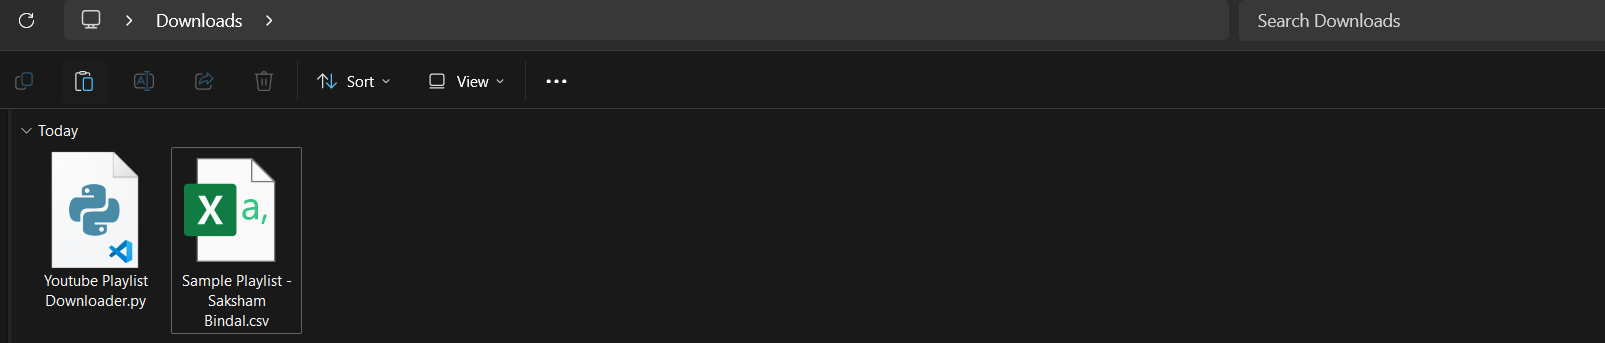 Downloads
Search Downloads
Sort
View
Today
Youtube Playlist
Downloader.py
X a,
Sample Playlist -
Saksham
Bindal.csv